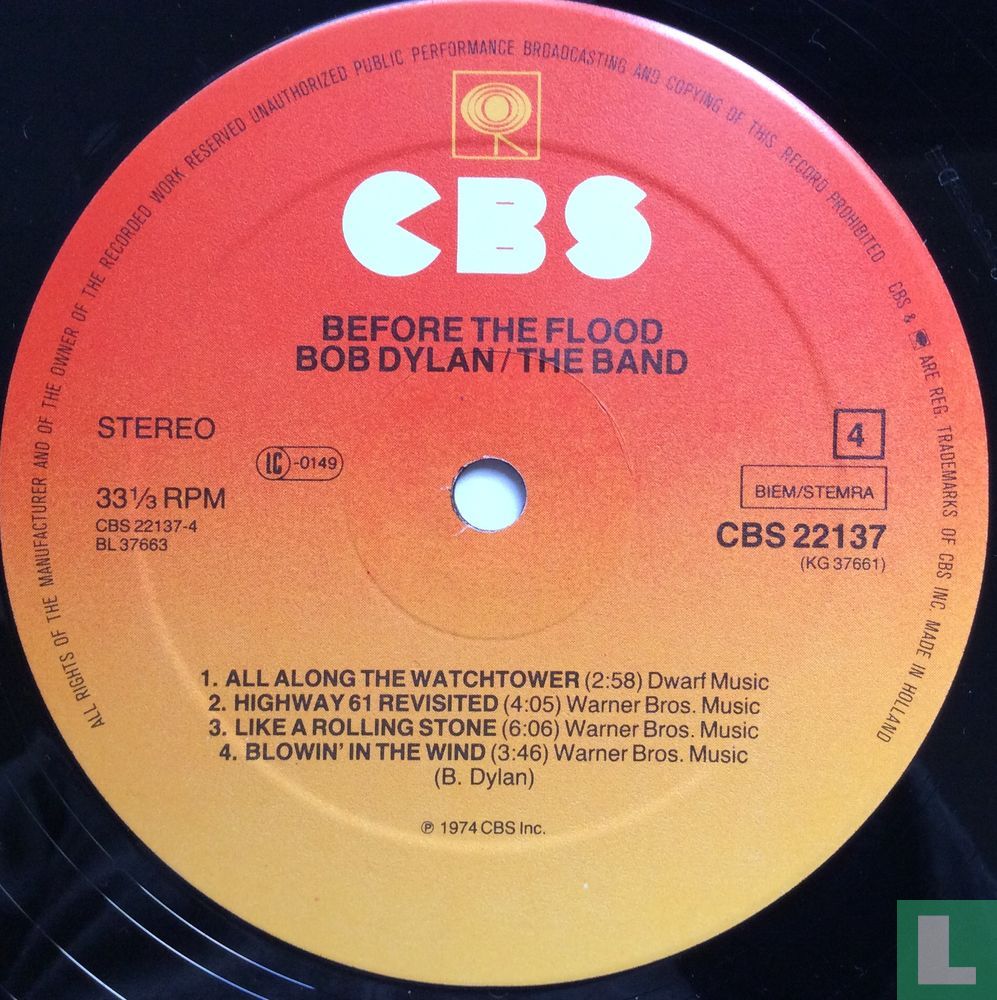 ALL RIGHTS OF THE MANUFACTURER AND OF THE OWNER OF THE RECORDED WORK RESERVED UNAUTHORIZED PUBLIC PERFORMANCE BROADCASTING AND COPYING OF THIS RECORD PROHIBITED
CBS & ARE REG. TRADEMARKS OF CBS INC. MADE IN HOLLAND
CBS
BEFORE THE FLOOD
BOB DYLAN/THE BAND
STEREO
LC-0149
4
33⅓ RPM
BIEM/STEMRA
CBS 22137-4
BL 37663
CBS 22137
(KG 37661)
1. ALL ALONG THE WATCHTOWER (2:58) Dwarf Music
2. HIGHWAY 61 REVISITED (4:05) Warner Bros. Music
3. LIKE A ROLLING STONE (6:06) Warner Bros. Music
4. BLOWIN' IN THE WIND (3:46) Warner Bros. Music
(B. Dylan)
℗ 1974 CBS Inc.
L